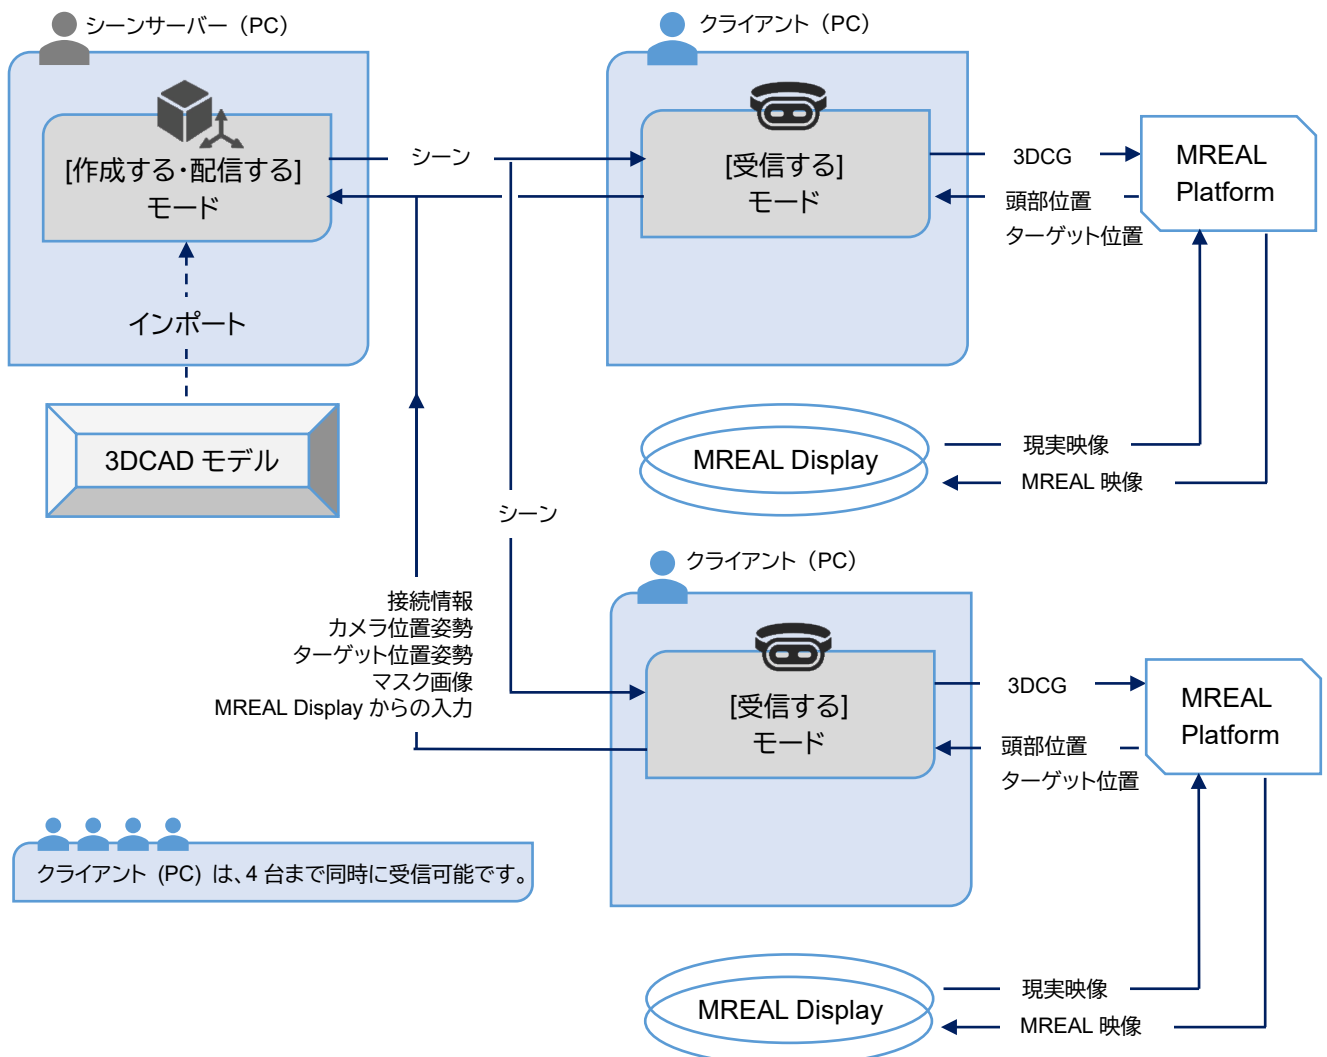 シーンサーバー（PC）
[作成する・配信する]
モード
インポート
3DCAD モデル
シーン
クライアント（PC）
[受信する]
モード
3DCG
頭部位置
ターゲット位置
MREAL
Platform
MREAL Display
現実映像
MREAL 映像
シーン
接続情報
カメラ位置姿勢
ターゲット位置姿勢
マスク画像
MREAL Display からの入力
クライアント（PC）
[受信する]
モード
3DCG
頭部位置
ターゲット位置
MREAL
Platform
クライアント (PC) は、4 台まで同時に受信可能です。
MREAL Display
現実映像
MREAL 映像